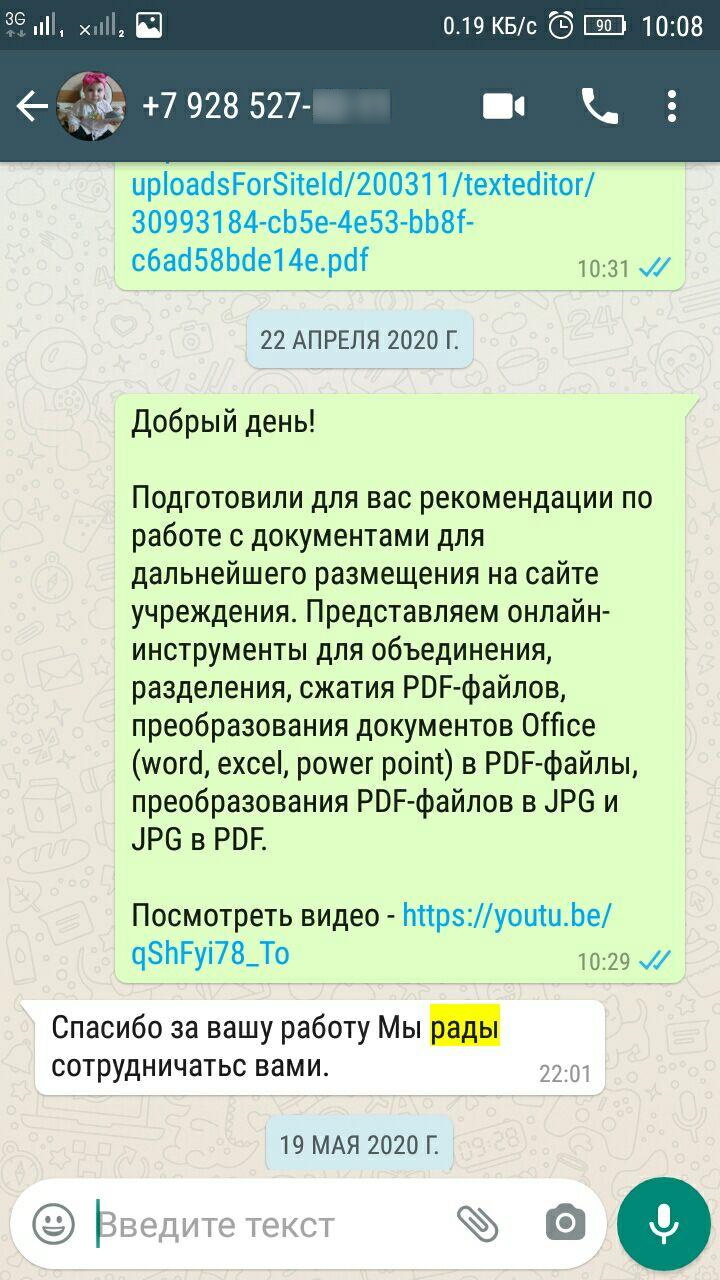 3G 1 x 2 0.19 КБ/с 90 10:08
+7 928 527-
uploadsForSiteId/200311/texteditor/
30993184-cb5e-4e53-bb8f-
c6ad58bde14e.pdf
10:31
22 АПРЕЛЯ 2020 Г.
Добрый день!
Подготовили для вас рекомендации по
работе с документами для
дальнейшего размещения на сайте
учреждения. Представляем онлайн-
инструменты для объединения,
разделения, сжатия PDF-файлов,
преобразования документов Office
(word, excel, power point) в PDF-файлы,
преобразования PDF-файлов в JPG и
JPG в PDF.
Посмотреть видео - https://youtu.be/
qShFyi78_To
10:29
Спасибо за вашу работу Мы рады
сотрудничатьс вами.
22:01
19 МАЯ 2020 Г.
Введите текст